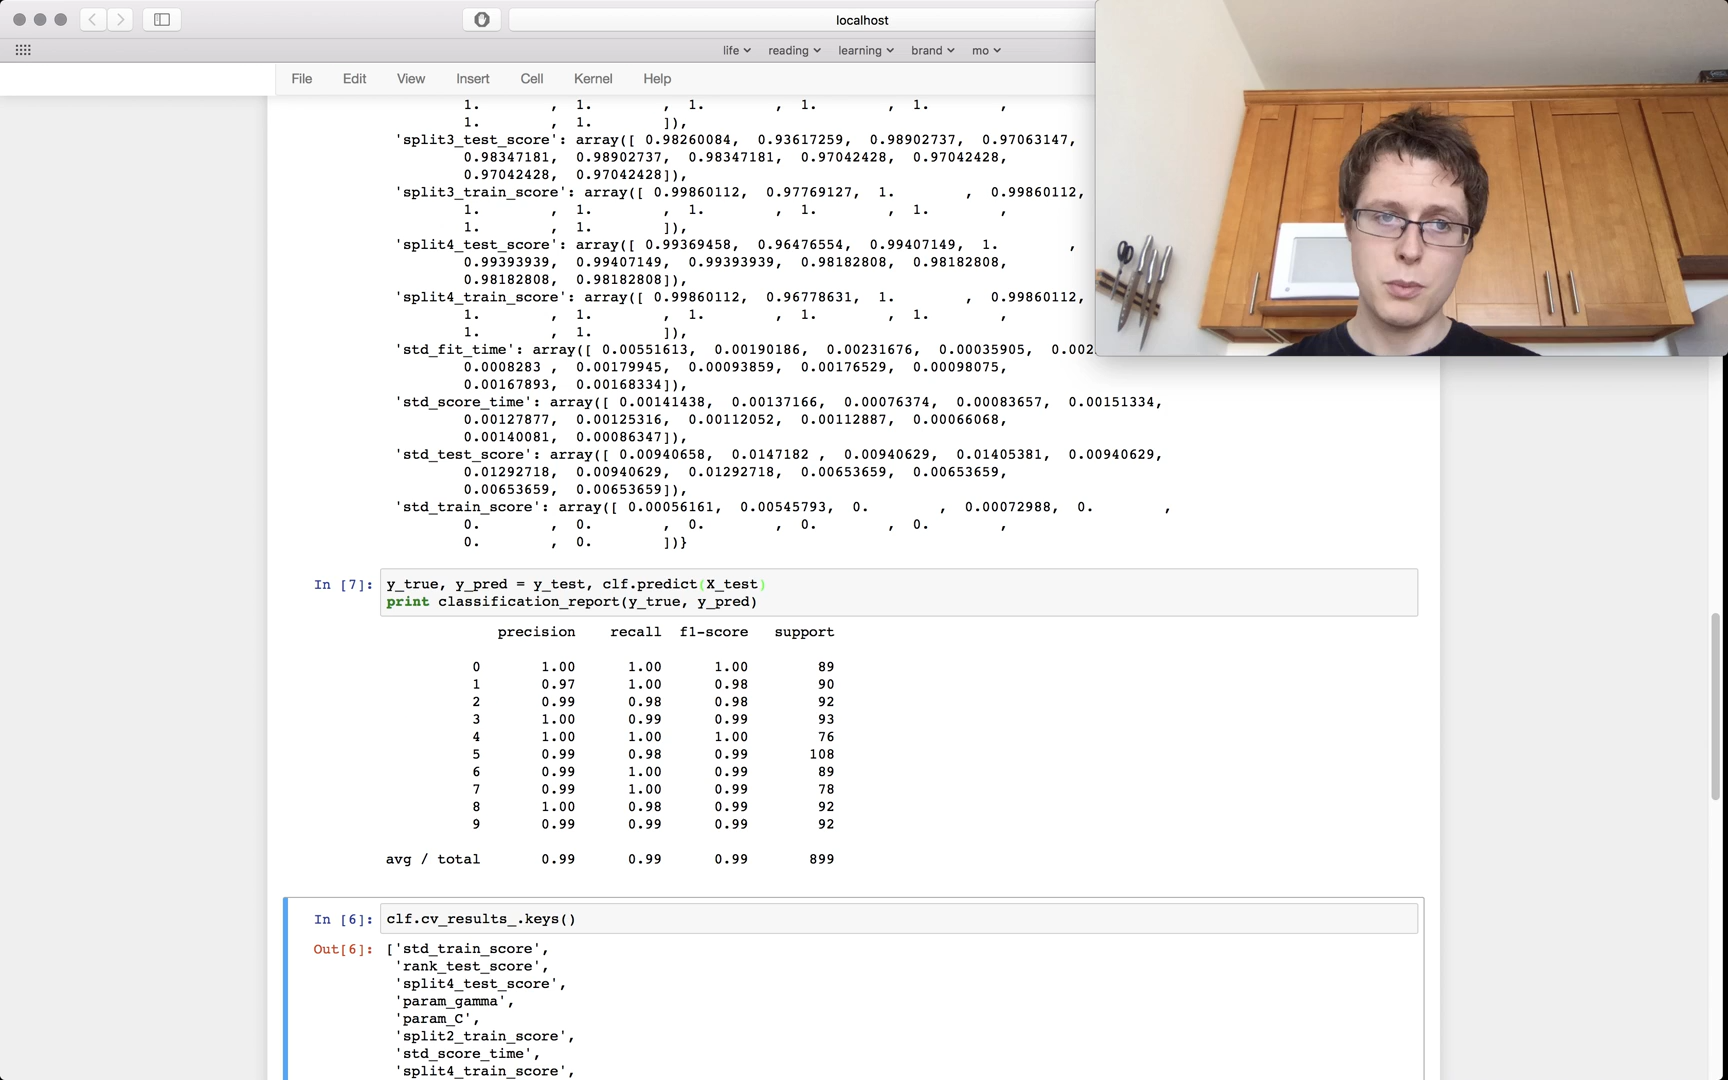 localhost
life reading learning brand mo
File Edit View Insert Cell Kernel Help
1. , 1. , 1. , 1. , 1. ,
1. , 1. ]),
'split3_test_score': array([ 0.98260084, 0.93617259, 0.98902737, 0.97063147,
0.98347181, 0.98902737, 0.98347181, 0.97042428, 0.97042428,
0.97042428, 0.97042428]),
'split3_train_score': array([ 0.99860112, 0.97769127, 1. , 0.99860112,
1. , 1. , 1. , 1. , 1. ,
1. , 1. ]),
'split4_test_score': array([ 0.99369458, 0.96476554, 0.99407149, 1. ,
0.99393939, 0.99407149, 0.99393939, 0.98182808, 0.98182808,
0.98182808, 0.98182808]),
'split4_train_score': array([ 0.99860112, 0.96778631, 1. , 0.99860112,
1. , 1. , 1. , 1. , 1. ,
1. , 1. ]),
'std_fit_time': array([ 0.00551613, 0.00190186, 0.00231676, 0.00035905, 0.002
0.0008283 , 0.00179945, 0.00093859, 0.00176529, 0.00098075,
0.00167893, 0.00168334]),
'std_score_time': array([ 0.00141438, 0.00137166, 0.00076374, 0.00083657, 0.00151334,
0.00127877, 0.00125316, 0.00112052, 0.00112887, 0.00066068,
0.00140081, 0.00086347]),
'std_test_score': array([ 0.00940658, 0.0147182 , 0.00940629, 0.01405381, 0.00940629,
0.01292718, 0.00940629, 0.01292718, 0.00653659, 0.00653659,
0.00653659, 0.00653659]),
'std_train_score': array([ 0.00056161, 0.00545793, 0. , 0.00072988, 0. ,
0. , 0. , 0. , 0. , 0. ,
0. , 0. ])}
In [7]: y_true, y_pred = y_test, clf.predict(X_test)
print classification_report(y_true, y_pred)
precision recall f1-score support
0 1.00 1.00 1.00 89
1 0.97 1.00 0.98 90
2 0.99 0.98 0.98 92
3 1.00 0.99 0.99 93
4 1.00 1.00 1.00 76
5 0.99 0.98 0.99 108
6 0.99 1.00 0.99 89
7 0.99 1.00 0.99 78
8 1.00 0.98 0.99 92
9 0.99 0.99 0.99 92
avg / total 0.99 0.99 0.99 899
In [6]: clf.cv_results_.keys()
Out[6]: ['std_train_score',
'rank_test_score',
'split4_test_score',
'param_gamma',
'param_C',
'split2_train_score',
'std_score_time',
'split4_train_score',